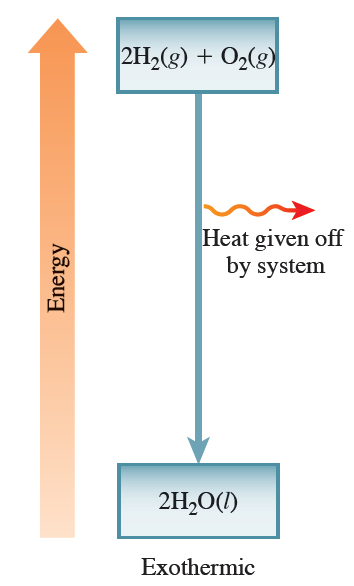 2H₂(g) + O₂(g)
Heat given off
by system
Energy
2H₂O(l)
Exothermic